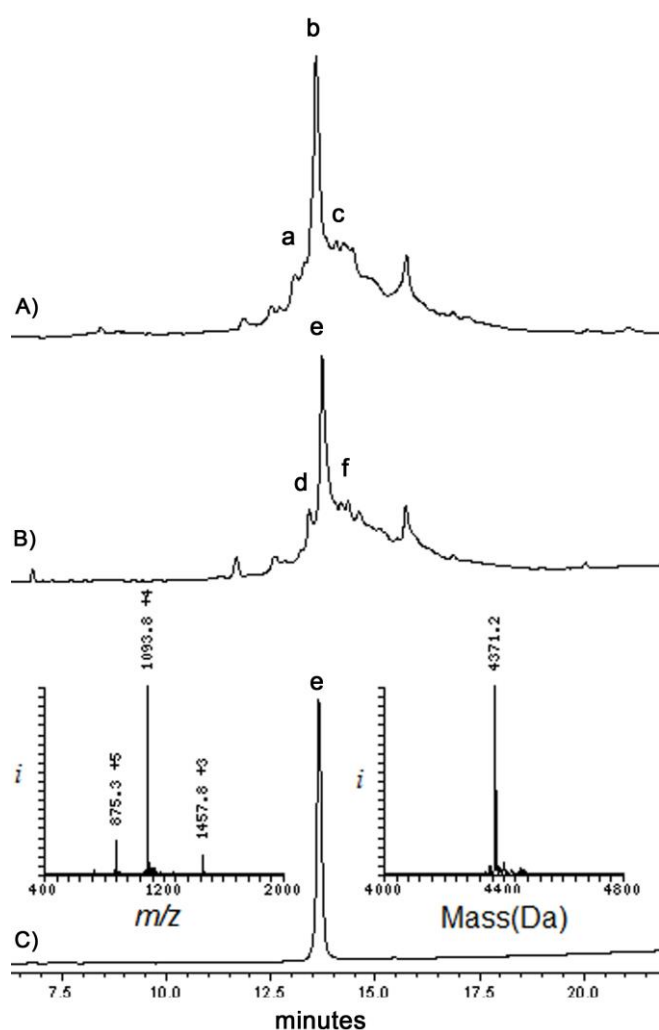 b
a
c
A)
e
d
f
B)
1093.8 +4
4371.2
e
875.3 +5
1457.8 +3
i
i
400
1200
2000
4000
4400
4800
m/z
Mass(Da)
C)
7.5
10.0
12.5
15.0
17.5
20.0
minutes